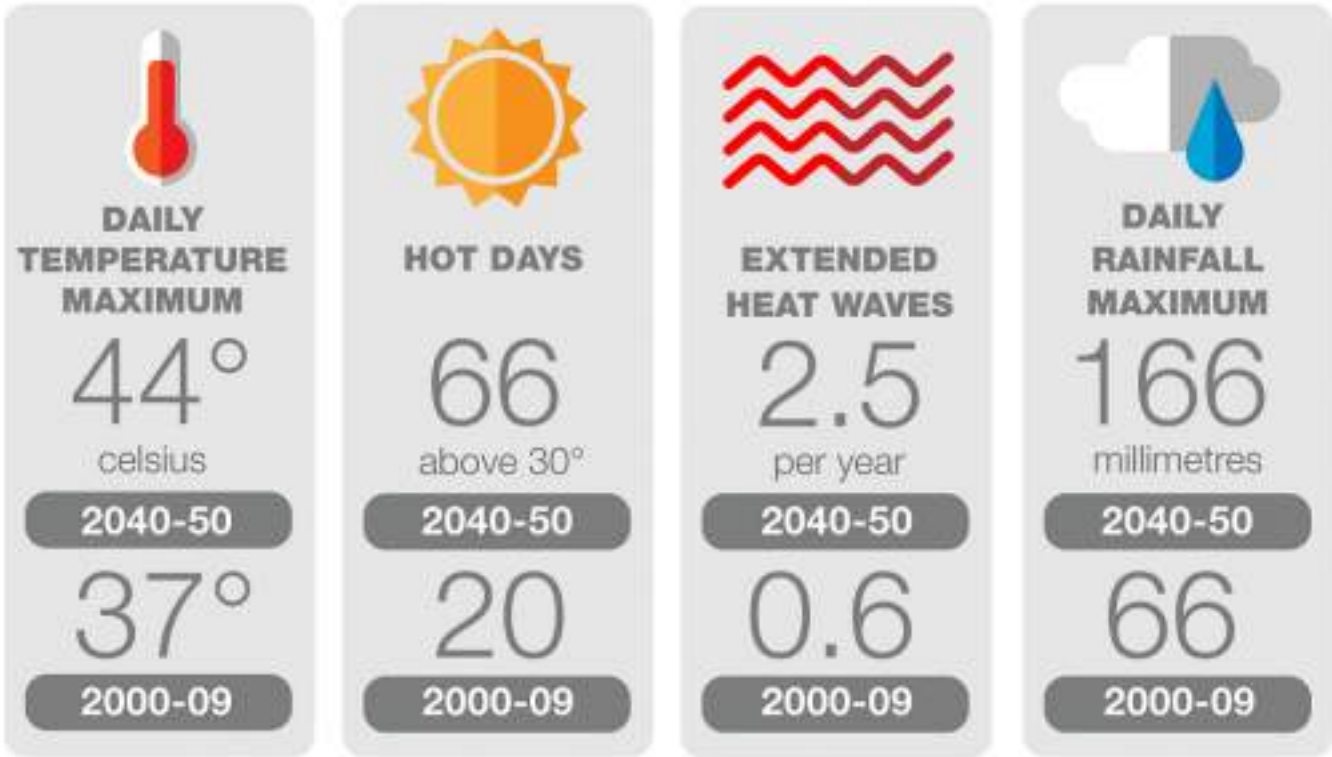 DAILY
TEMPERATURE
MAXIMUM
44°
celsius
2040-50
37°
2000-09
HOT DAYS
66
above 30°
2040-50
20
2000-09
EXTENDED
HEAT WAVES
2.5
per year
2040-50
0.6
2000-09
DAILY
RAINFALL
MAXIMUM
166
millimetres
2040-50
66
2000-09